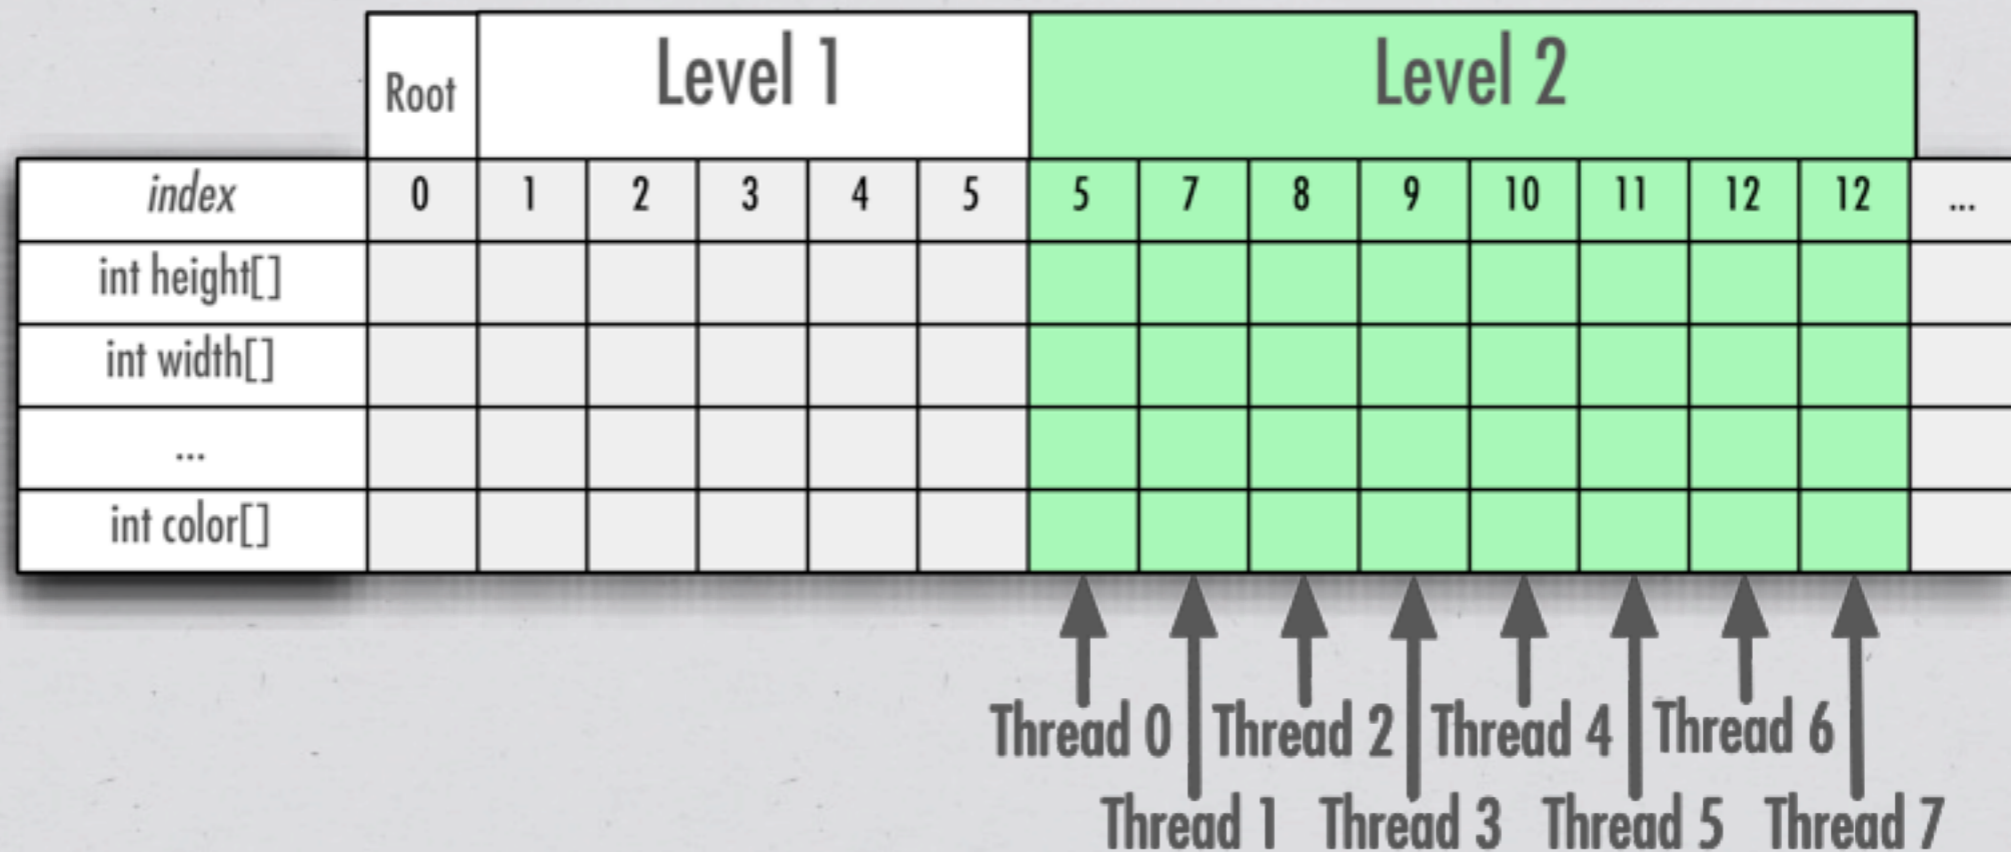 Root Level 1 Level 2
index 0 1 2 3 4 5 5 7 8 9 10 11 12 12 ...
int height[]
int width[]
...
int color[]
Thread 0 Thread 2 Thread 4 Thread 6
Thread 1 Thread 3 Thread 5 Thread 7